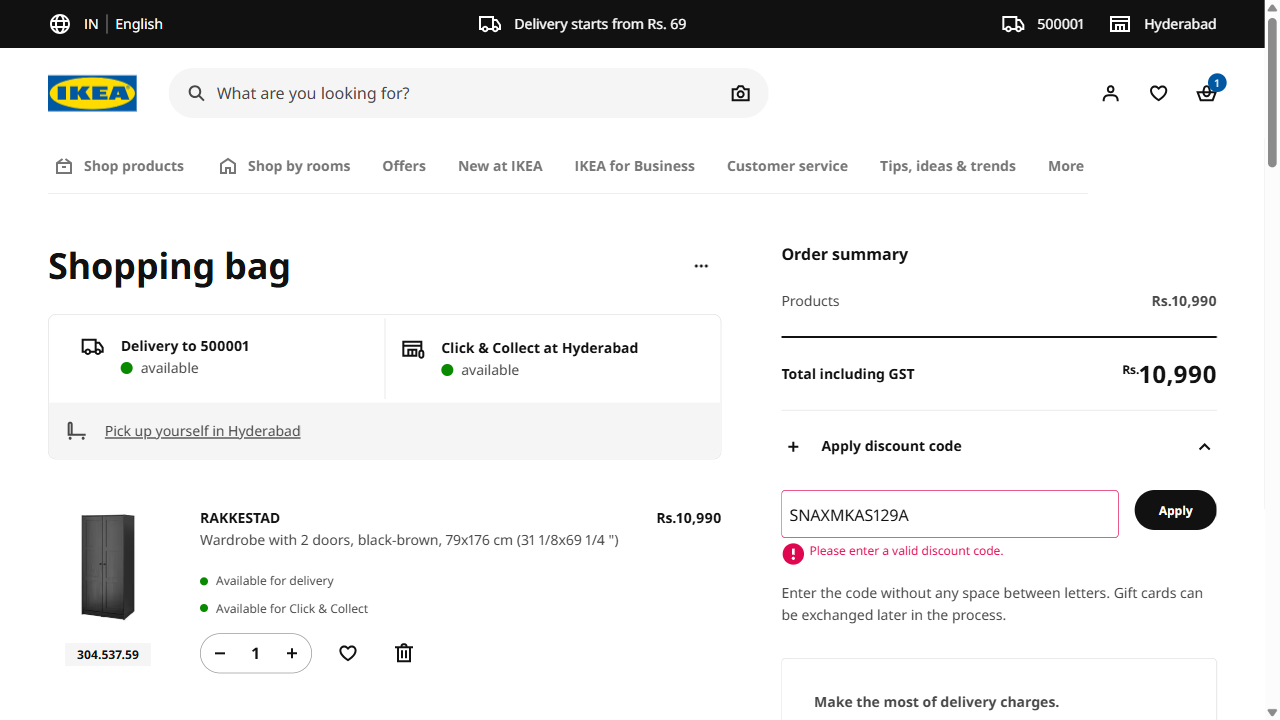 IN English
Delivery starts from Rs. 69
500001
Hyderabad
IKEA
What are you looking for?
1
Shop products
Shop by rooms
Offers
New at IKEA
IKEA for Business
Customer service
Tips, ideas & trends
More
Shopping bag
Delivery to 500001
available
Click & Collect at Hyderabad
available
Pick up yourself in Hyderabad
RAKKESTAD
Rs.10,990
Wardrobe with 2 doors, black-brown, 79x176 cm (31 1/8x69 1/4 ")
Available for delivery
Available for Click & Collect
304.537.59
1
Order summary
Products Rs.10,990
Total including GST Rs.10,990
Apply discount code
SNAXMKAS129A
Apply
Please enter a valid discount code.
Enter the code without any space between letters. Gift cards can
be exchanged later in the process.
Make the most of delivery charges.